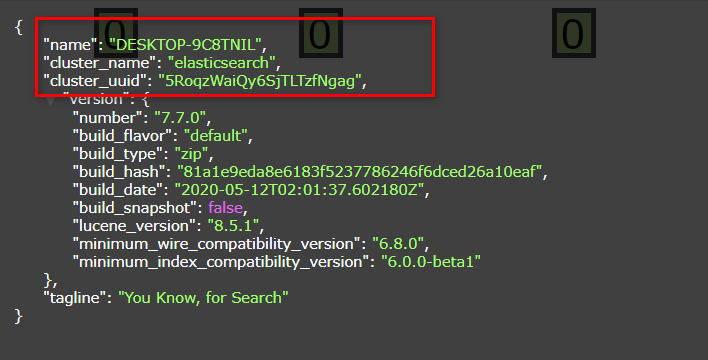 0 0 0
{
"name": "DESKTOP-9C8TNIL",
"cluster_name": "elasticsearch",
"cluster_uuid": "5RoqzWaiQy6SjTLTzfNgag",
"version": {
"number": "7.7.0",
"build_flavor": "default",
"build_type": "zip",
"build_hash": "81a1e9eda8e6183f5237786246f6dced26a10eaf",
"build_date": "2020-05-12T02:01:37.602180Z",
"build_snapshot": false,
"lucene_version": "8.5.1",
"minimum_wire_compatibility_version": "6.8.0",
"minimum_index_compatibility_version": "6.0.0-beta1"
},
"tagline": "You Know, for Search"
}